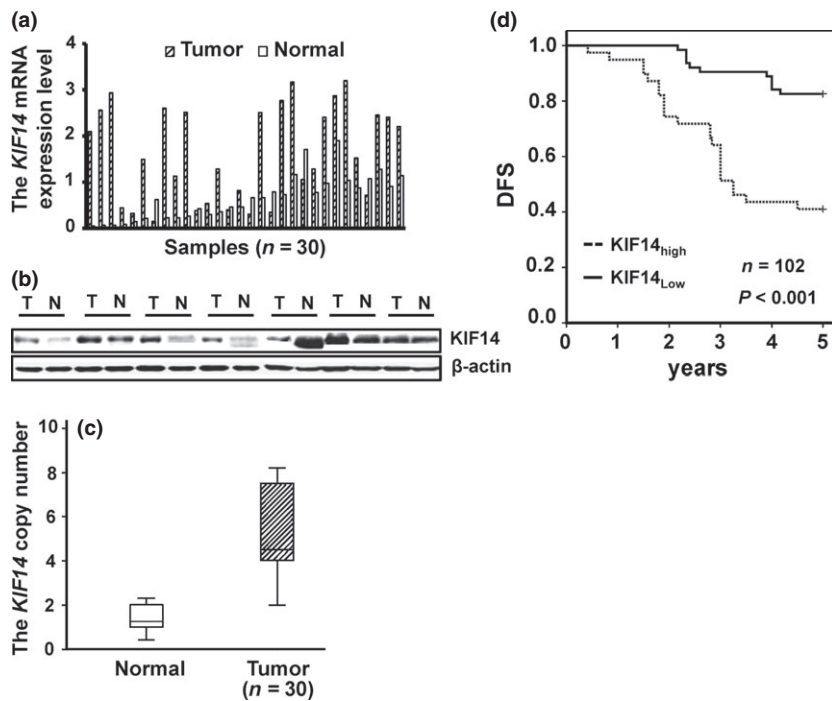 (a)
The KIF14 mRNA
expression level
4
3
2
1
0
Tumor Normal
Samples (n = 30)
(b)
T N T N T N T N T N T N T N
KIF14
β-actin
(c)
The KIF14 copy number
10
8
6
4
2
0
Normal Tumor
(n = 30)
(d)
DFS
1.0
0.8
0.6
0.4
0.2
0.0
KIF14high
KIF14Low
n = 102
P < 0.001
0 1 2 3 4 5
years